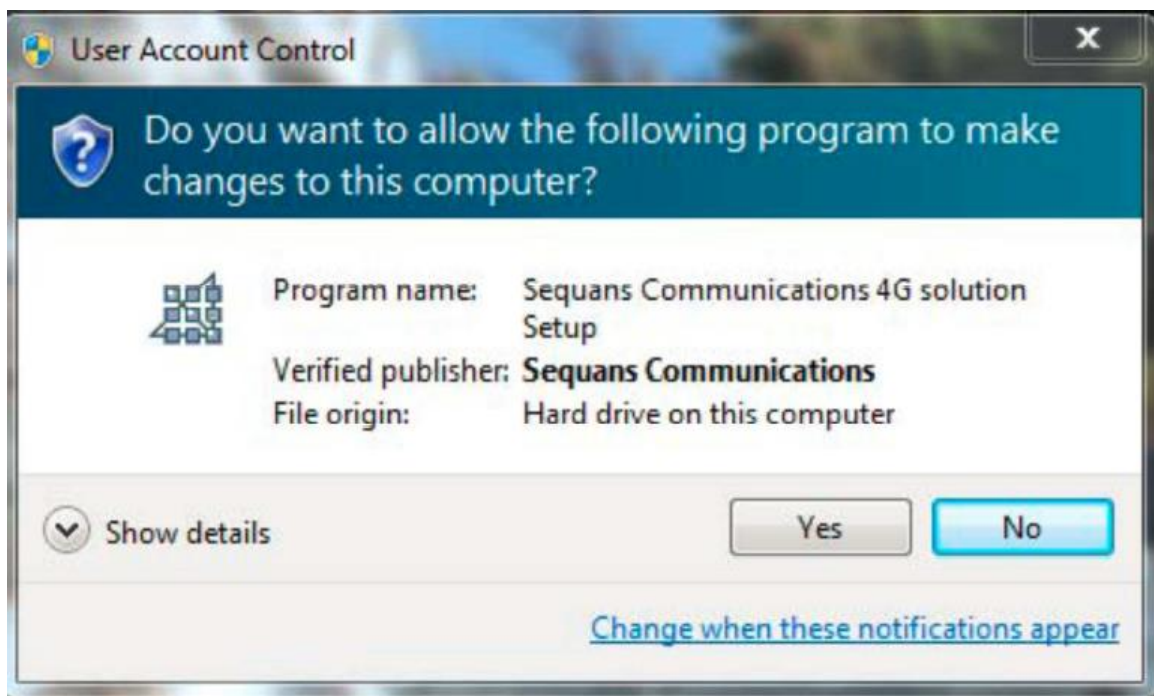 User Account Control
Do you want to allow the following program to make
changes to this computer?
Program name: Sequans Communications 4G solution
Setup
Verified publisher: Sequans Communications
File origin: Hard drive on this computer
Show details
Yes
No
Change when these notifications appear